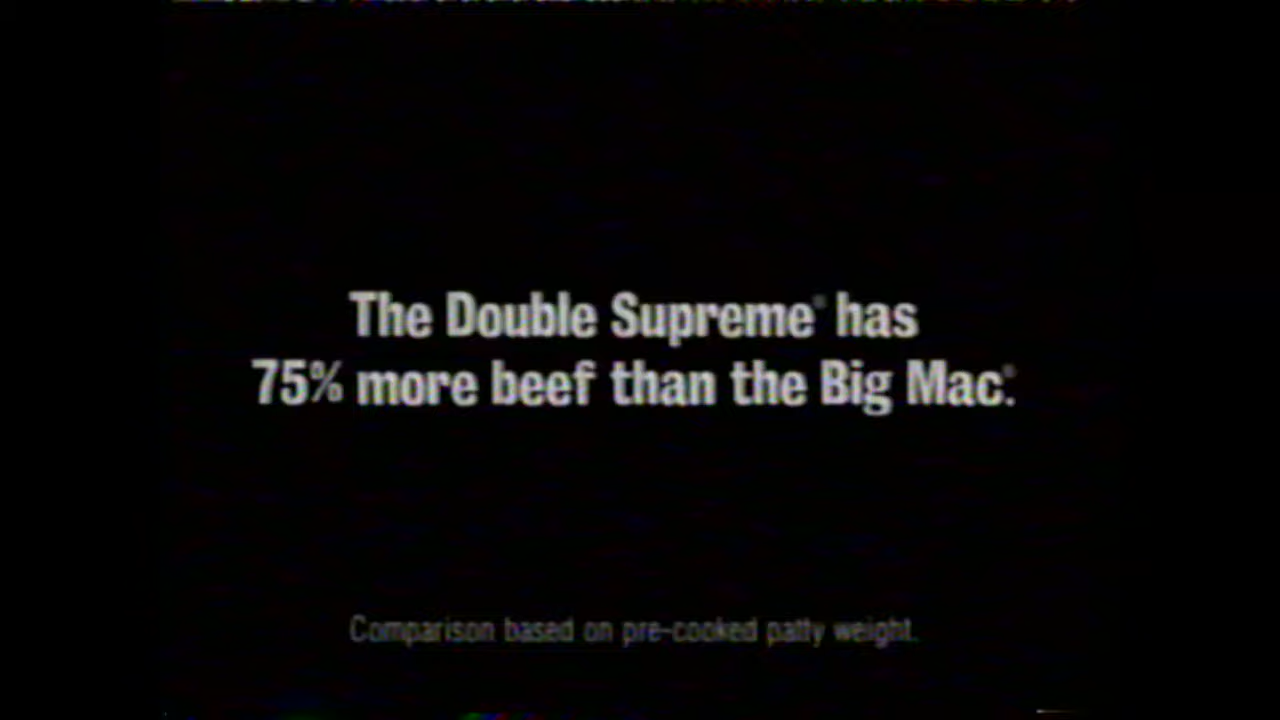 The Double Supreme® has
75% more beef than the Big Mac.®
Comparison based on pre-cooked patty weight.